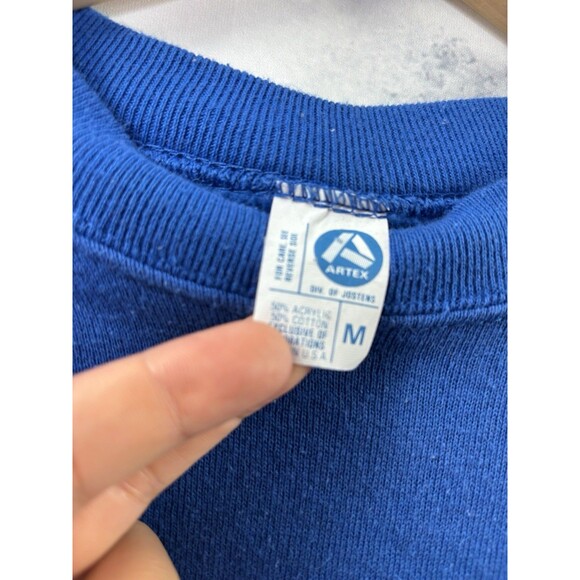 FOR CARE, SEE
REVERSE SIDE
ARTEX
DIV. OF JOSTENS
50% ACRYLIC
50% COTTON
EXCLUSIVE OF
U.S.A
M